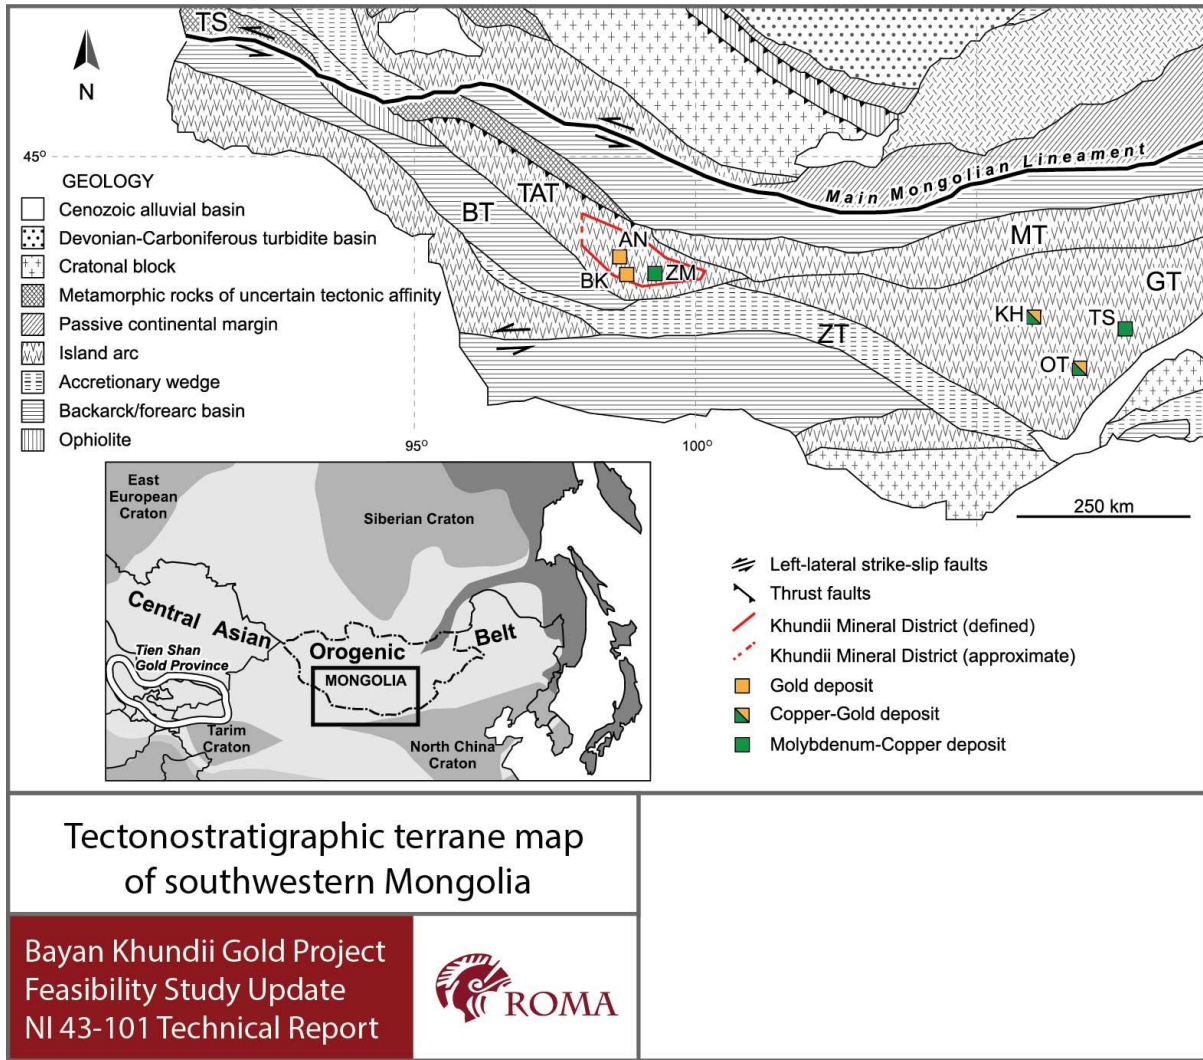 TS
N
45°
Main Mongolian Lineament
TAT
BT
AN
BK
ZM
MT
GT
KH
TS
ZT
OT
95°
100°
GEOLOGY
Cenozoic alluvial basin
Devonian-Carboniferous turbidite basin
Cratonal block
Metamorphic rocks of uncertain tectonic affinity
Passive continental margin
Island arc
Accretionary wedge
Backarck/forearc basin
Ophiolite
250 km
East
European
Craton
Siberian Craton
Central Asian
Orogenic
Belt
Tien Shan
Gold Province
MONGOLIA
Tarim
Craton
North China
Craton
Left-lateral strike-slip faults
Thrust faults
Khundii Mineral District (defined)
Khundii Mineral District (approximate)
Gold deposit
Copper-Gold deposit
Molybdenum-Copper deposit
Tectonostratigraphic terrane map
of southwestern Mongolia
Bayan Khundii Gold Project
Feasibility Study Update
NI 43-101 Technical Report
ROMA